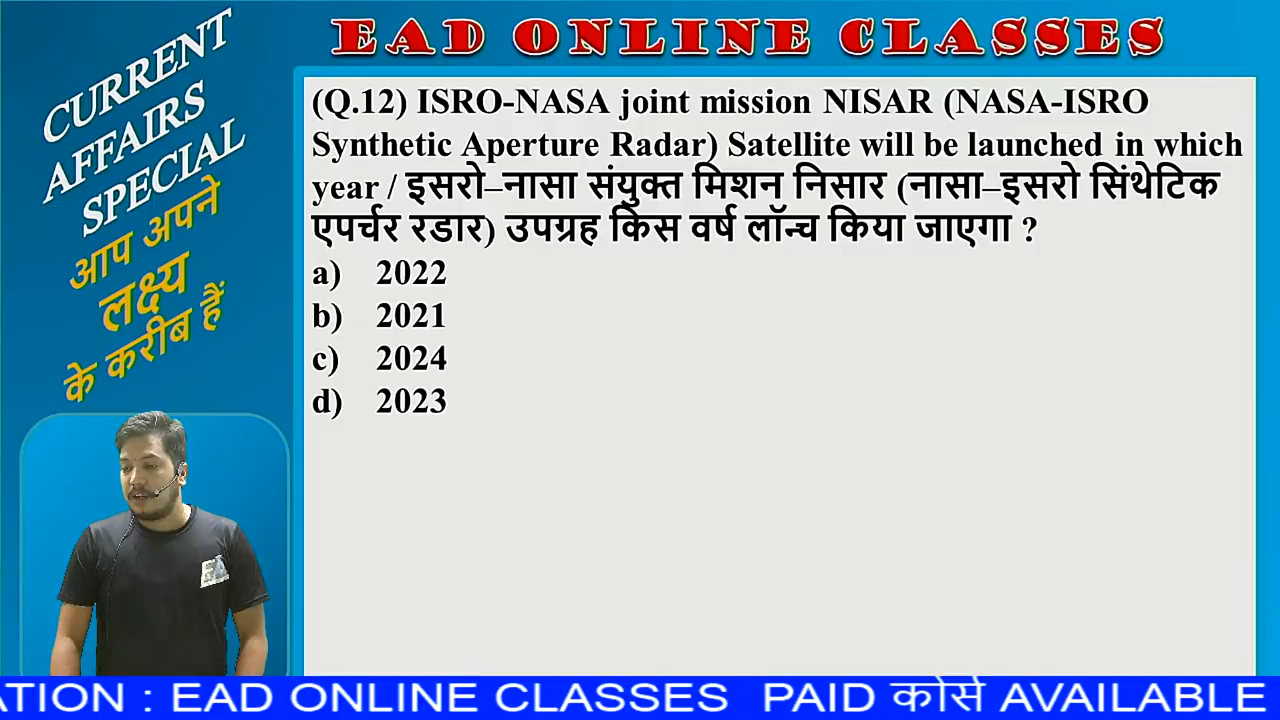 EAD ONLINE CLASSES
CURRENT
AFFAIRS
SPECIAL
आप अपने
लक्ष्य
के करीब हैं
(Q.12) ISRO-NASA joint mission NISAR (NASA-ISRO
Synthetic Aperture Radar) Satellite will be launched in which
year / इसरो–नासा संयुक्त मिशन निसार (नासा–इसरो सिंथेटिक
एपर्चर रडार) उपग्रह किस वर्ष लॉन्च किया जाएगा ?
a) 2022
b) 2021
c) 2024
d) 2023
EA
ATION : EAD ONLINE CLASSES PAID कोर्स AVAILABLE